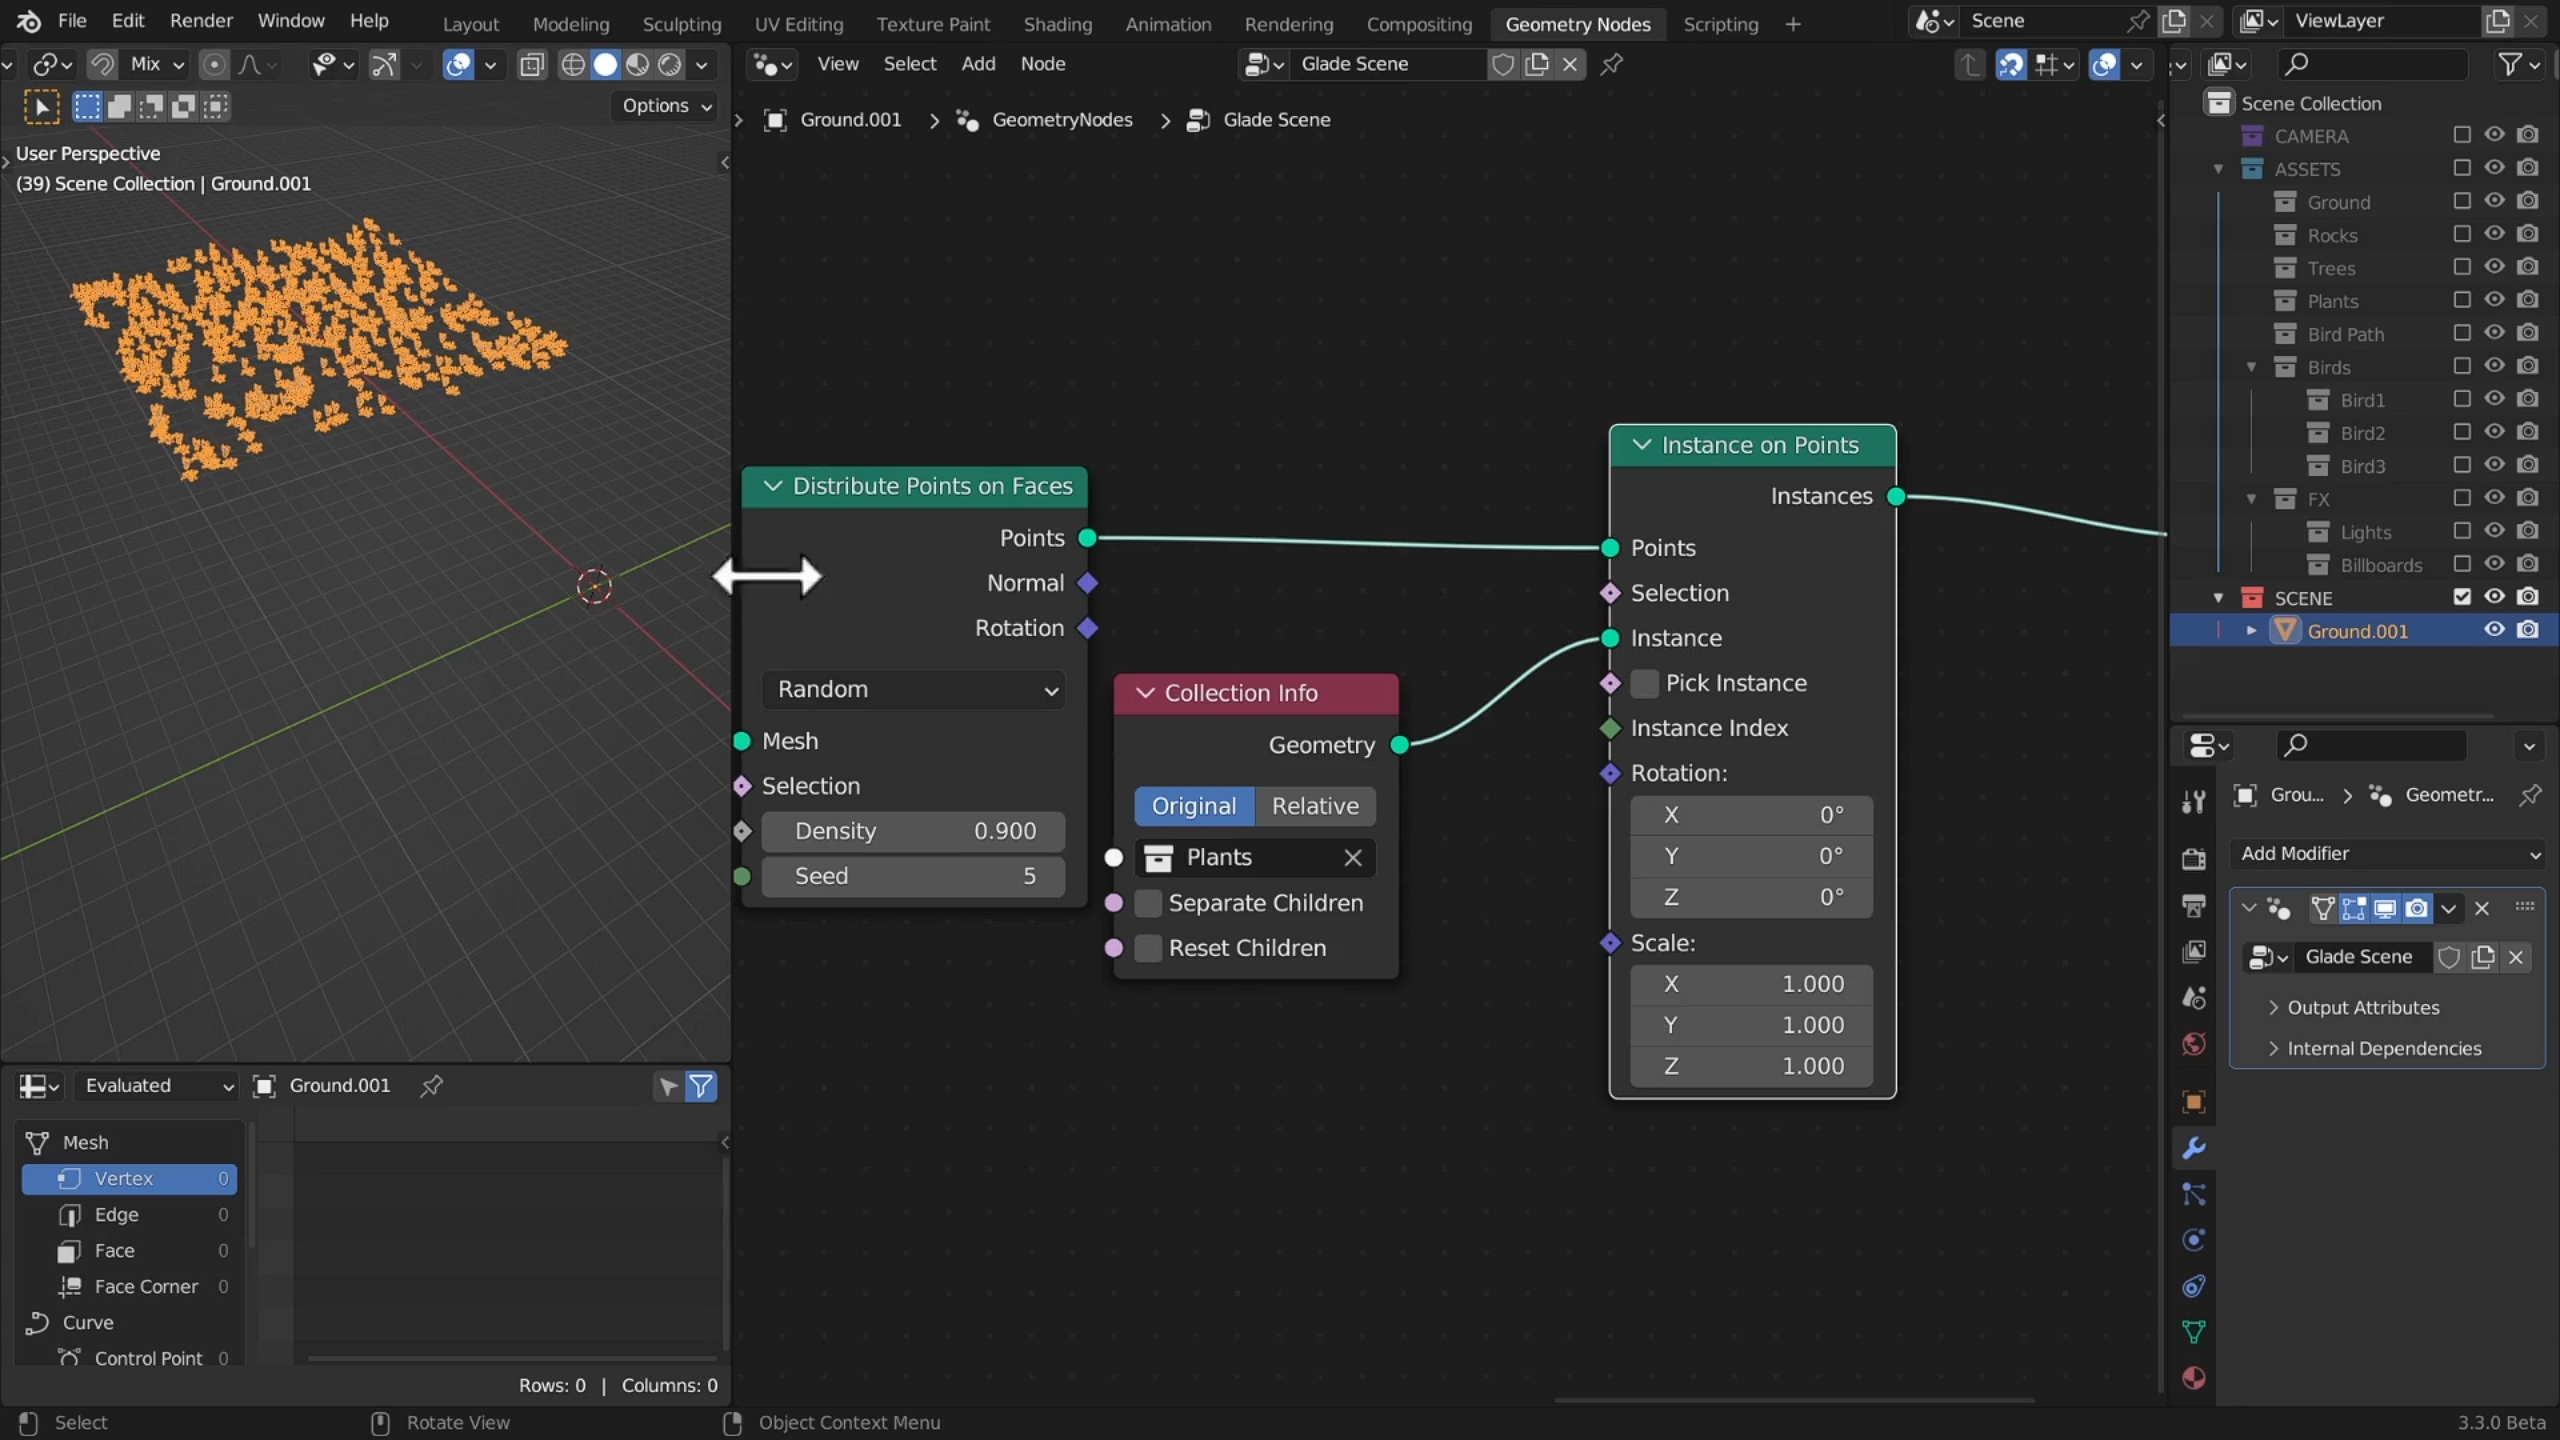 File Edit Render Window Help Layout Modeling Sculpting UV Editing Texture Paint Shading Animation Rendering Compositing Geometry Nodes Scripting + Scene ViewLayer
Mix View Select Add Node Glade Scene
Options
Ground.001 > GeometryNodes > Glade Scene
User Perspective
(39) Scene Collection | Ground.001
Distribute Points on Faces
Points
Normal
Rotation
Random
Mesh
Selection
Density 0.900
Seed 5
Collection Info
Geometry
Original Relative
Plants
Separate Children
Reset Children
Instance on Points
Instances
Points
Selection
Instance
Pick Instance
Instance Index
Rotation:
X 0°
Y 0°
Z 0°
Scale:
X 1.000
Y 1.000
Z 1.000
Scene Collection
CAMERA
ASSETS
Ground
Rocks
Trees
Plants
Bird Path
Birds
Bird1
Bird2
Bird3
FX
Lights
Billboards
SCENE
Ground.001
Grou... > Geometr...
Add Modifier
Glade Scene
Output Attributes
Internal Dependencies
Evaluated Ground.001
Mesh
Vertex 0
Edge 0
Face 0
Face Corner 0
Curve
Control Point 0
Rows: 0 | Columns: 0
Select Rotate View Object Context Menu 3.3.0 Beta